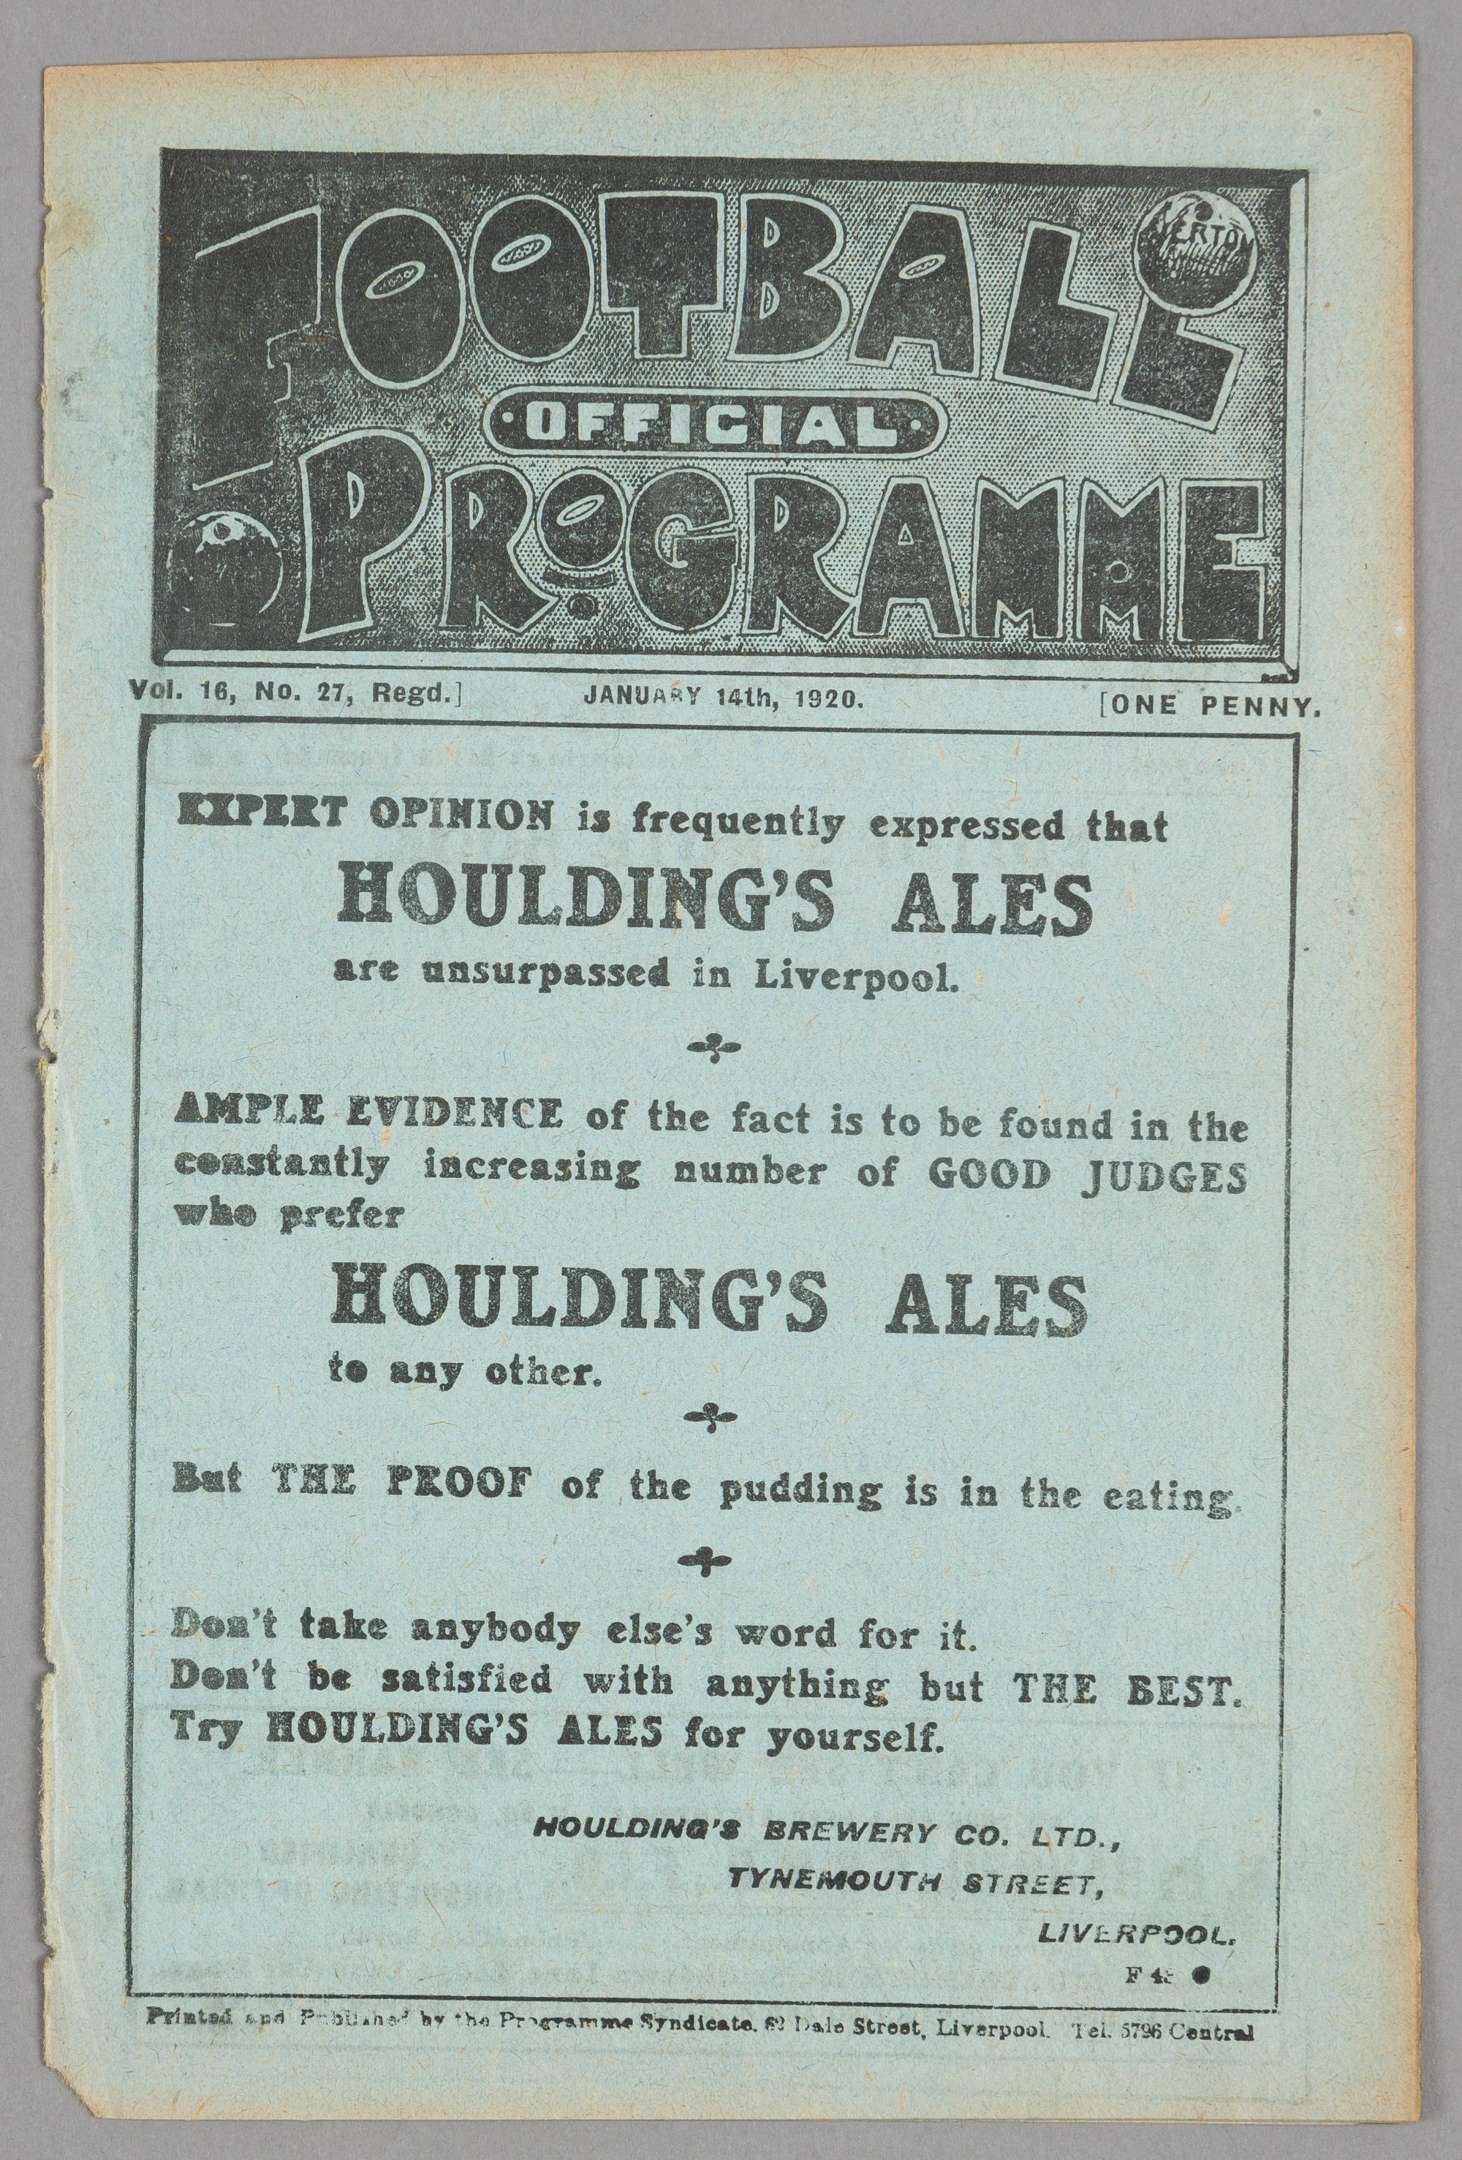 EVERTON
FOOTBALL
OFFICIAL
PROGRAMME
Vol. 16, No. 27, Regd.] JANUARY 14th, 1920. [ONE PENNY.
EXPERT OPINION is frequently expressed that
HOULDING'S ALES
are unsurpassed in Liverpool.
AMPLE EVIDENCE of the fact is to be found in the
constantly increasing number of GOOD JUDGES
who prefer
HOULDING'S ALES
to any other.
But THE PROOF of the pudding is in the eating.
Don't take anybody else's word for it.
Don't be satisfied with anything but THE BEST.
Try HOULDING'S ALES for yourself.
HOULDING'S BREWERY CO. LTD.,
TYNEMOUTH STREET,
LIVERPOOL.
F
Printed and Published by the Programme Syndicate, Dale Street, Liverpool. Tel. 5796 Central